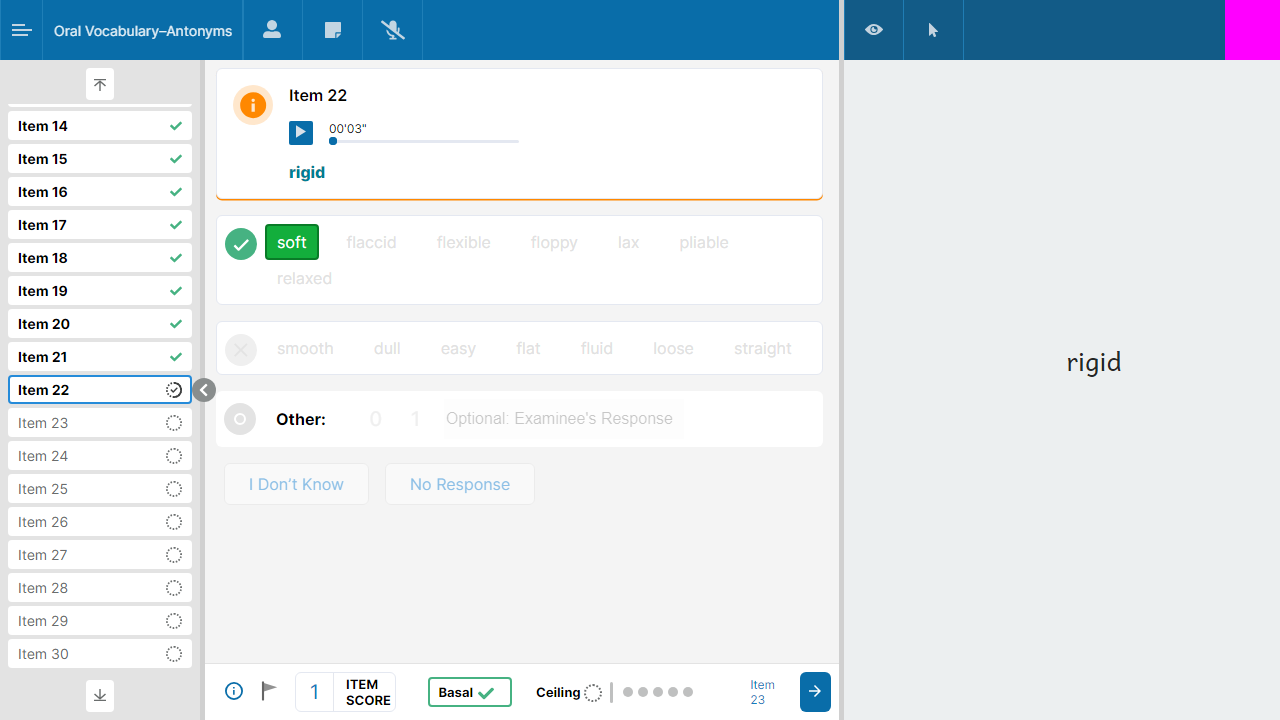 Oral Vocabulary–Antonyms
Item 14
Item 15
Item 16
Item 17
Item 18
Item 19
Item 20
Item 21
Item 22
Item 23
Item 24
Item 25
Item 26
Item 27
Item 28
Item 29
Item 30
Item 22
00'03"
rigid
soft flaccid flexible floppy lax pliable
relaxed
smooth dull easy flat fluid loose straight
Other: 0 1 Optional: Examinee's Response
I Don't Know No Response
1 ITEM
SCORE
Basal
Ceiling
Item
23
rigid